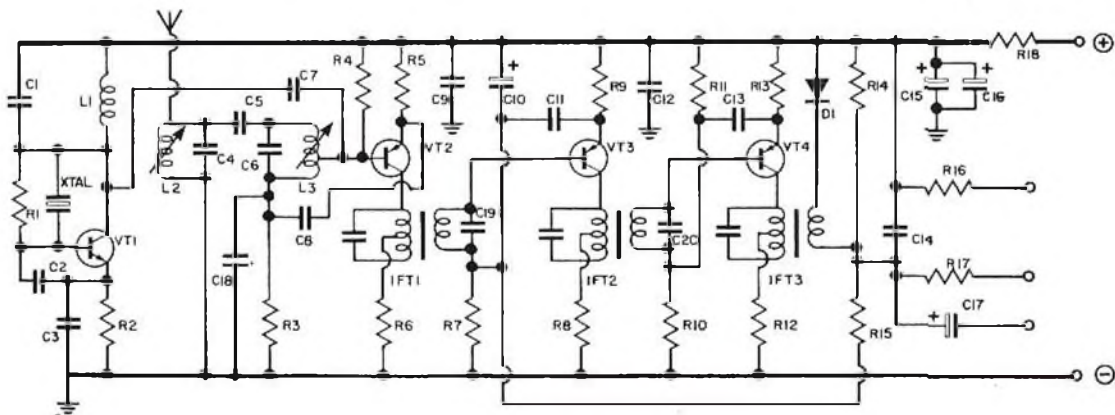 R4
R5
R18
+
C1
L1
C7
C9
+
C10
C11
R9
C12
R11
C13
R13
D1
R14
+
C15
+
C16
C5
C4
C6
L2
L3
VT2
VT3
VT4
XTAL
R1
VT1
C2
C8
C19
C20
R16
C14
C18
+
IFT1
IFT2
IFT3
R17
C3
R2
R3
R6
R7
R8
R10
R12
R15
+
C17
−